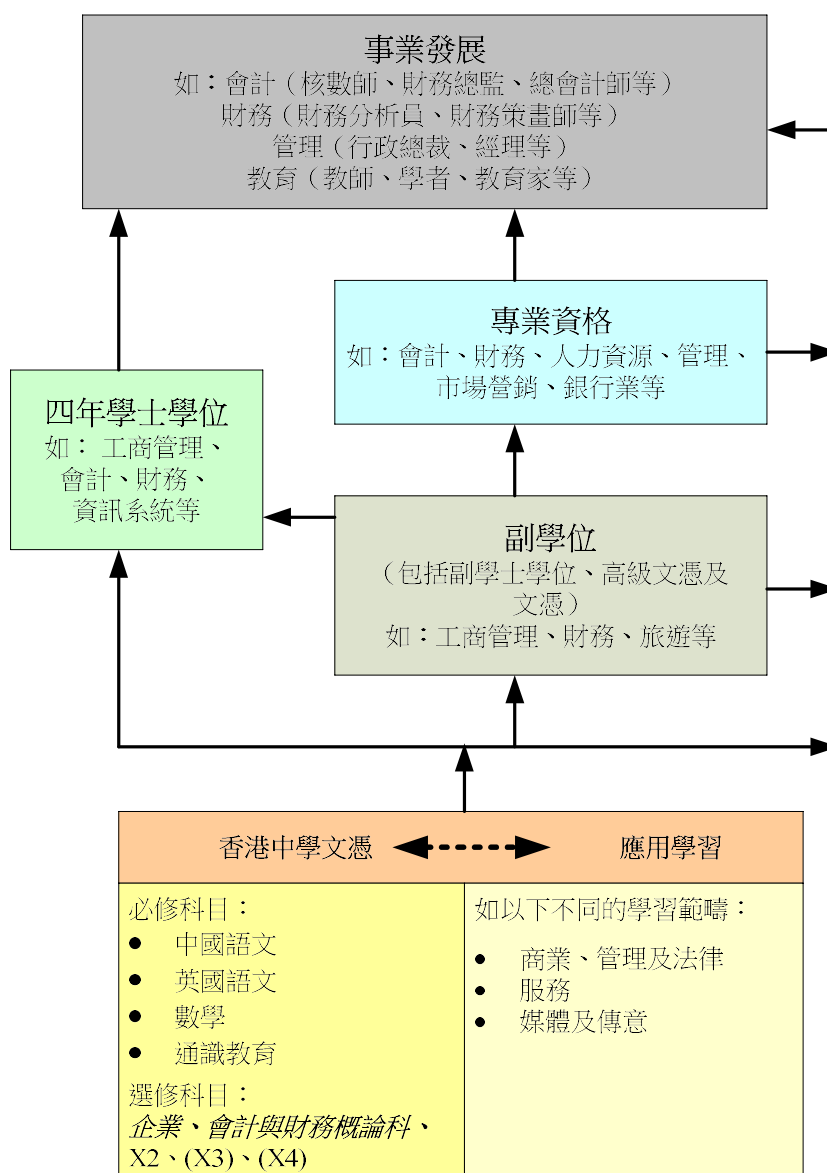 事業發展
如：會計（核數師、財務總監、總會計師等）
財務（財務分析員、財務策畫師等）
管理（行政總裁、經理等）
教育（教師、學者、教育家等）
專業資格
如：會計、財務、人力資源、管理、
市場營銷、銀行業等
四年學士學位
如： 工商管理、
會計、財務、
資訊系統等
副學位
（包括副學士學位、高級文憑及
文憑）
如：工商管理、財務、旅遊等
香港中學文憑
應用學習
必修科目：
● 中國語文
● 英國語文
● 數學
● 通識教育
選修科目：
企業、會計與財務概論科、
X2、(X3)、(X4)
如以下不同的學習範疇：
● 商業、管理及法律
● 服務
● 媒體及傳意